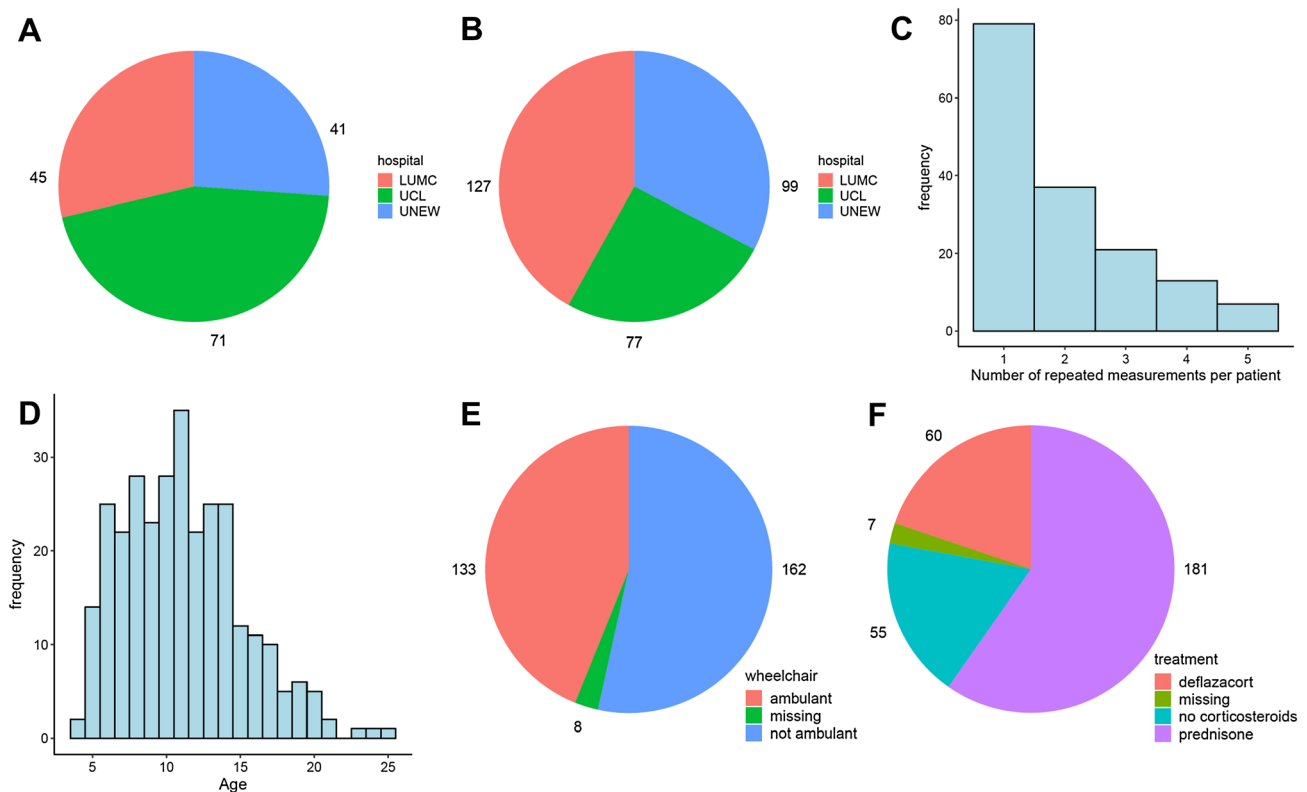 A
41
45
71
hospital
LUMC
UCL
UNEW
B
127
99
77
hospital
LUMC
UCL
UNEW
C
80
60
40
20
0
frequency
1 2 3 4 5
Number of repeated measurements per patient
D
30
20
10
0
frequency
5 10 15 20 25
Age
E
133
162
8
wheelchair
ambulant
missing
not ambulant
F
60
7
181
55
treatment
deflazacort
missing
no corticosteroids
prednisone